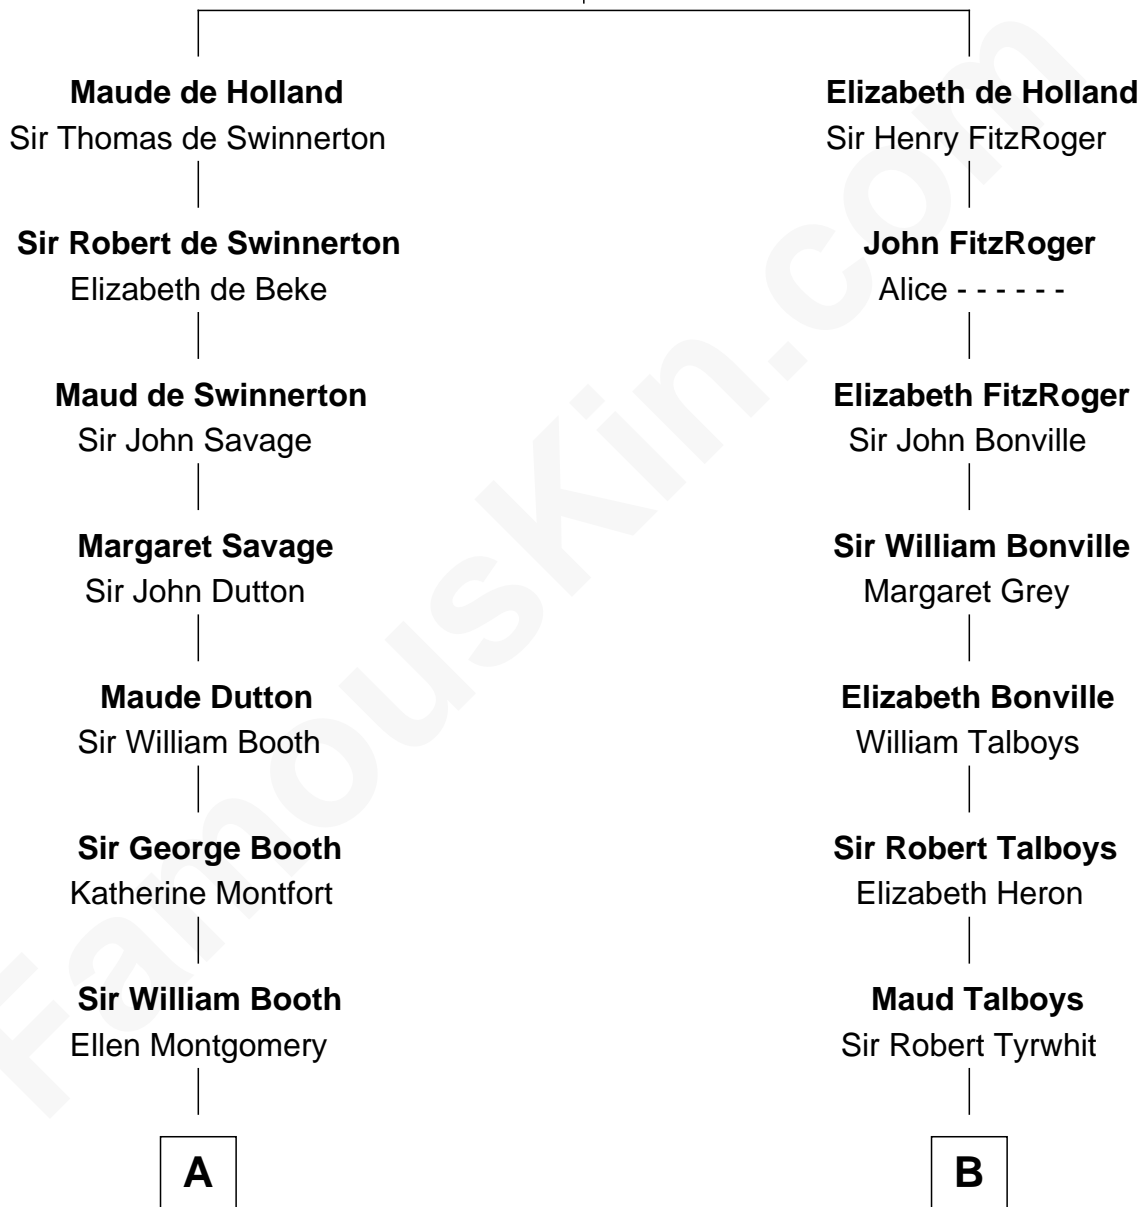 Maude de Holland
Sir Thomas de Swinnerton
Sir Robert de Swinnerton
Elizabeth de Beke
Maud de Swinnerton
Sir John Savage
Margaret Savage
Sir John Dutton
Maude Dutton
Sir William Booth
Sir George Booth
Katherine Montfort
Sir William Booth
Ellen Montgomery
A
Elizabeth de Holland
Sir Henry FitzRoger
John FitzRoger
Alice - - - - - -
Elizabeth FitzRoger
Sir John Bonville
Sir William Bonville
Margaret Grey
Elizabeth Bonville
William Talboys
Sir Robert Talboys
Elizabeth Heron
Maud Talboys
Sir Robert Tyrwhit
B
FamousKin.com